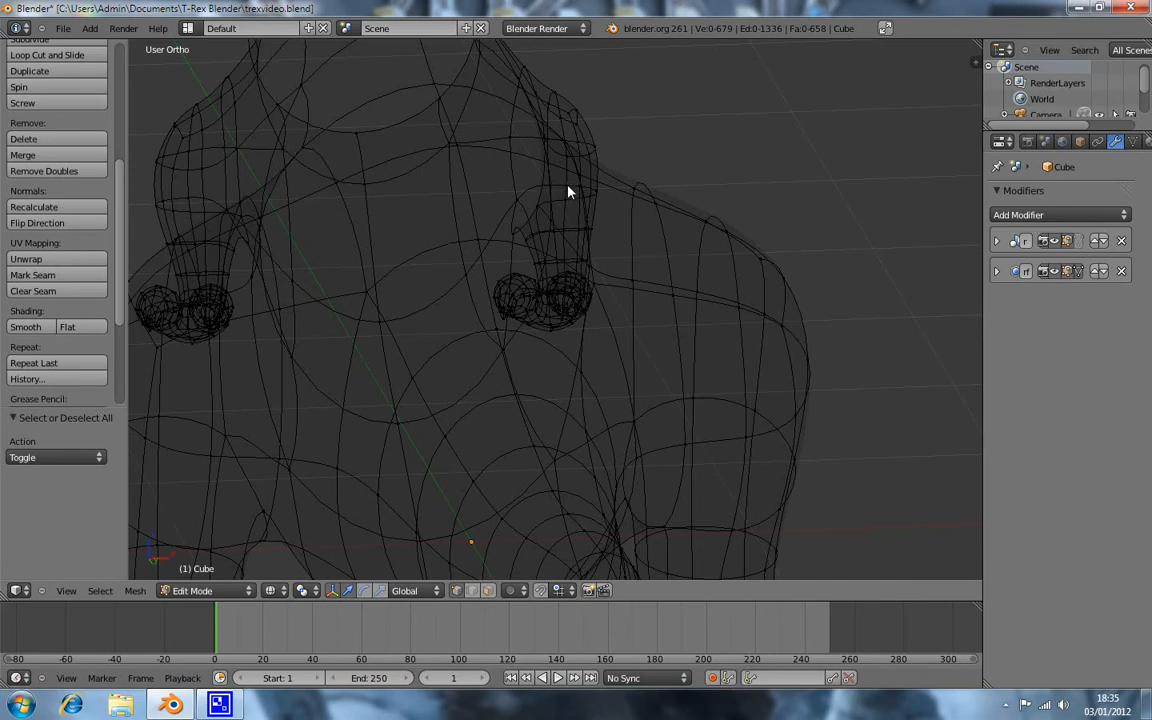 Blender* [C:\Users\Admin\Documents\T-Rex Blender\trexvideo.blend]
File Add Render Help Default Scene Blender Render blender.org 261 | Ve:0-679 | Ed:0-1336 | Fa:0-658 | Cube
User Ortho
View Search All Scenes
Scene
RenderLayers
World
Camera
Cube
Modifiers
Add Modifier
r
rf
Subdivide
Loop Cut and Slide
Duplicate
Spin
Screw
Remove:
Delete
Merge
Remove Doubles
Normals:
Recalculate
Flip Direction
UV Mapping:
Unwrap
Mark Seam
Clear Seam
Shading:
Smooth Flat
Repeat:
Repeat Last
History...
Grease Pencil:
Select or Deselect All
Action
Toggle
(1) Cube
View Select Mesh Edit Mode Global
-80 -60 -40 -20 0 20 40 60 80 100 120 140 160 180 200 220 240 260 280 300
View Marker Frame Playback Start: 1 End: 250 1 No Sync
18:35
03/01/2012